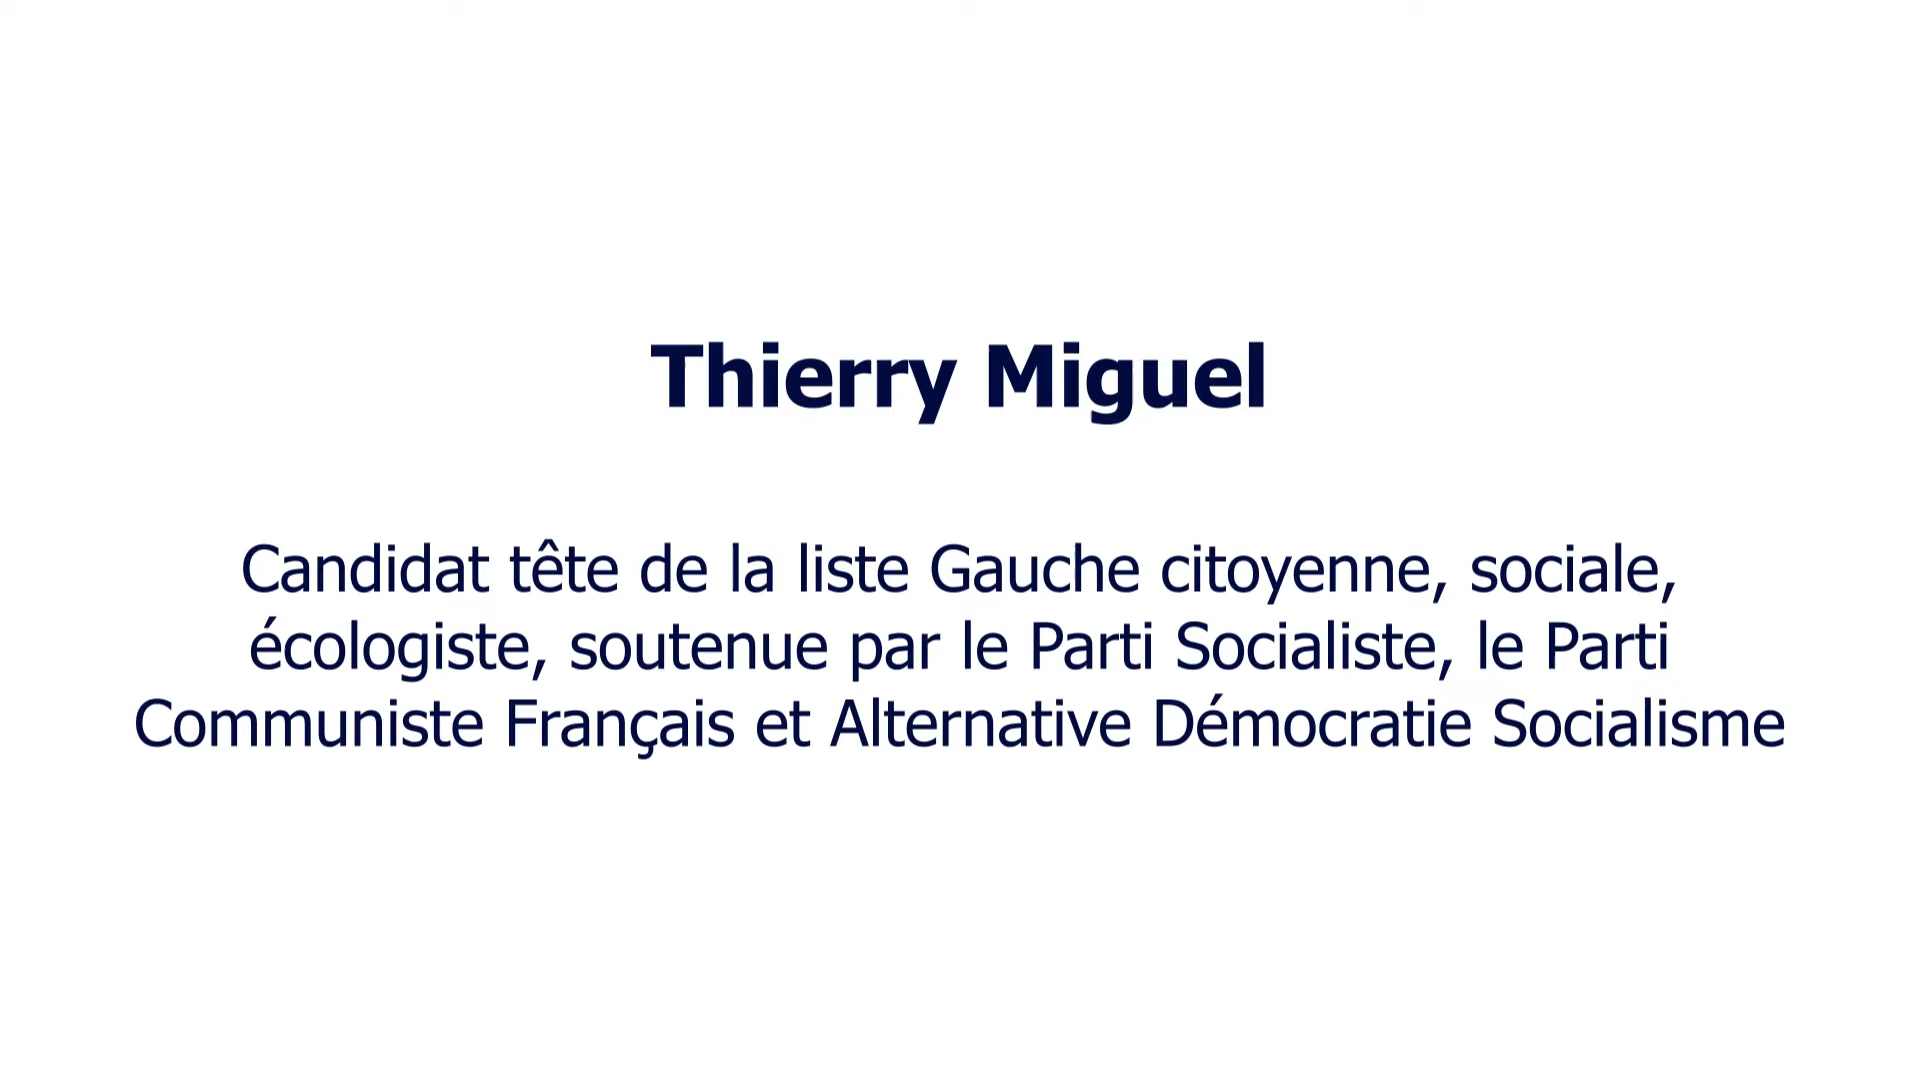 Thierry Miguel
Candidat tête de la liste Gauche citoyenne, sociale,
écologiste, soutenue par le Parti Socialiste, le Parti
Communiste Français et Alternative Démocratie Socialisme